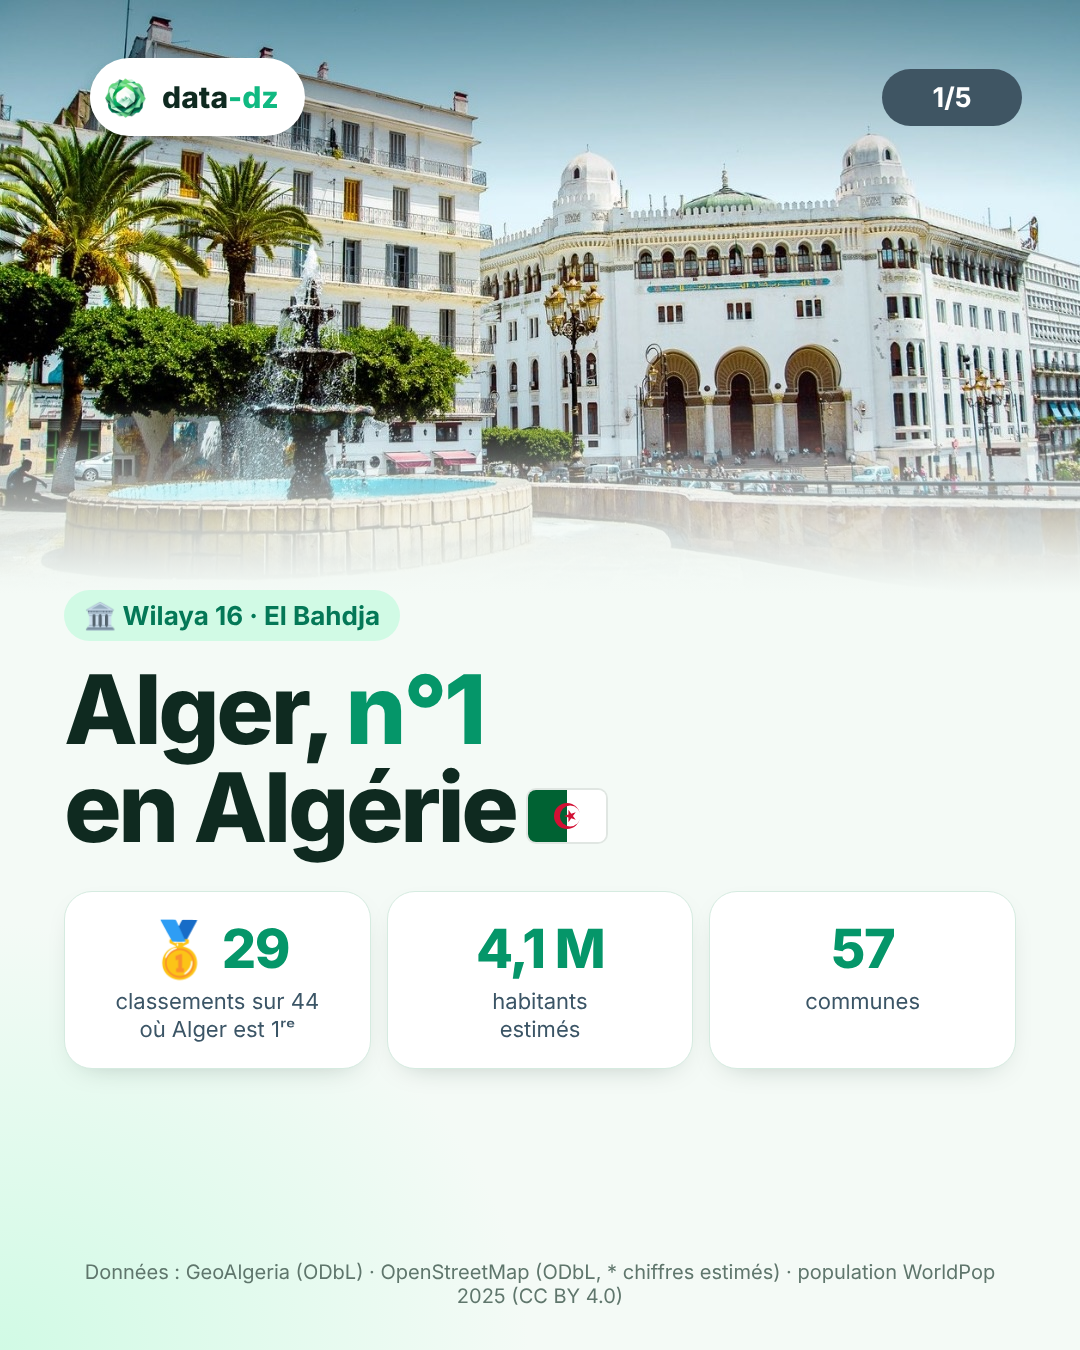 data-dz
1/5
🏛️ Wilaya 16 · El Bahdja
Alger, n°1
en Algérie
🥇 29
classements sur 44
où Alger est 1ʳᵉ
4,1 M
habitants
estimés
57
communes
Données : GeoAlgeria (ODbL) · OpenStreetMap (ODbL, * chiffres estimés) · population WorldPop
2025 (CC BY 4.0)